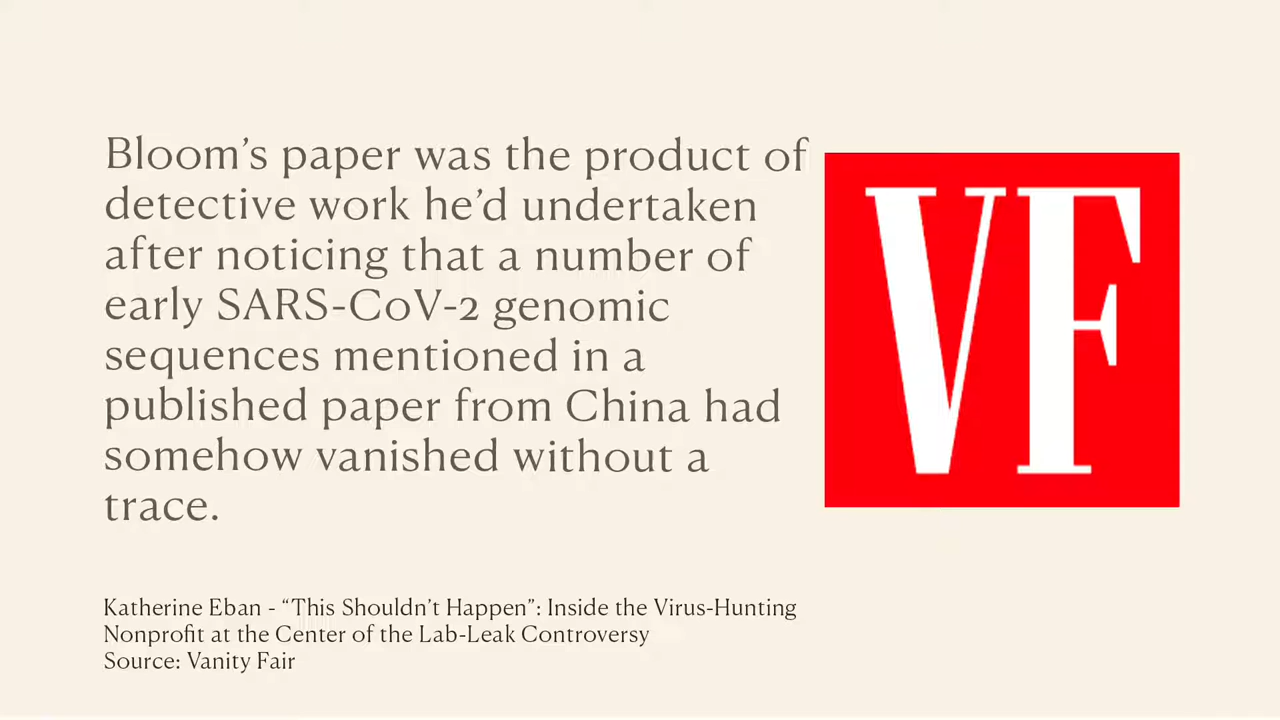 Bloom’s paper was the product of
detective work he’d undertaken
after noticing that a number of
early SARS-CoV-2 genomic
sequences mentioned in a
published paper from China had
somehow vanished without a
trace.
VF
Katherine Eban - “This Shouldn’t Happen”: Inside the Virus-Hunting
Nonprofit at the Center of the Lab-Leak Controversy
Source: Vanity Fair